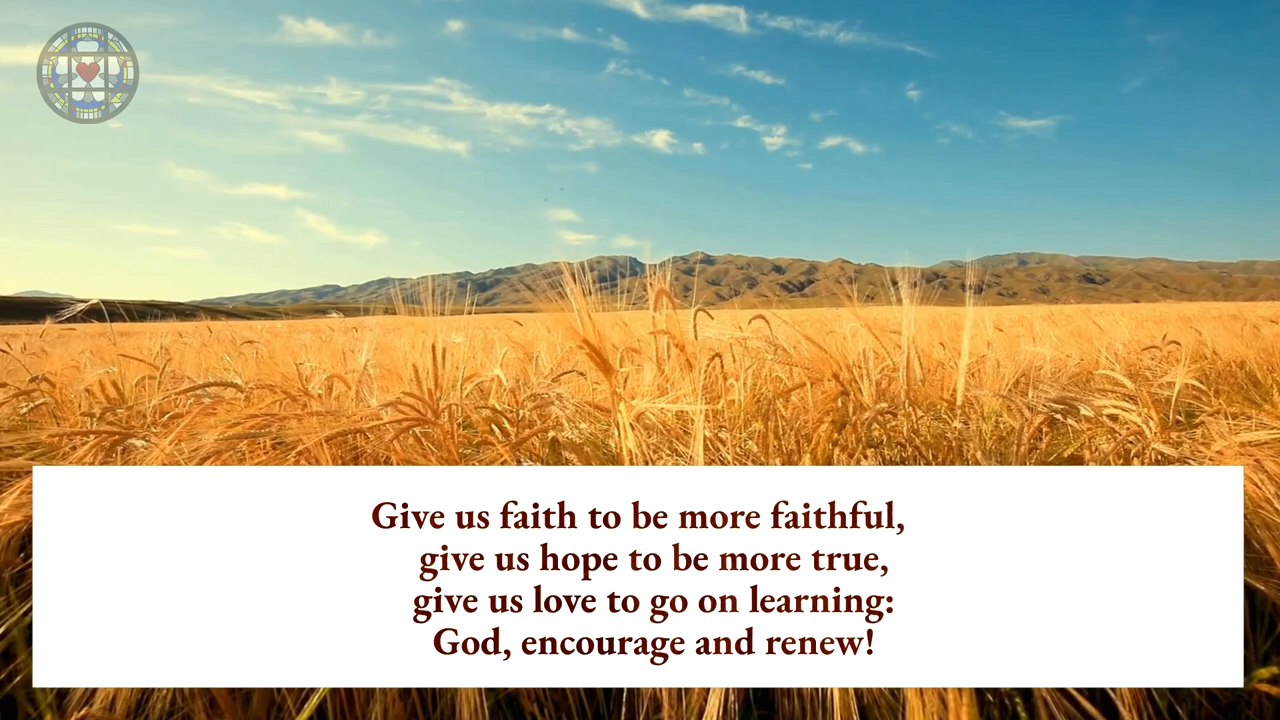 Give us faith to be more faithful,
give us hope to be more true,
give us love to go on learning:
God, encourage and renew!